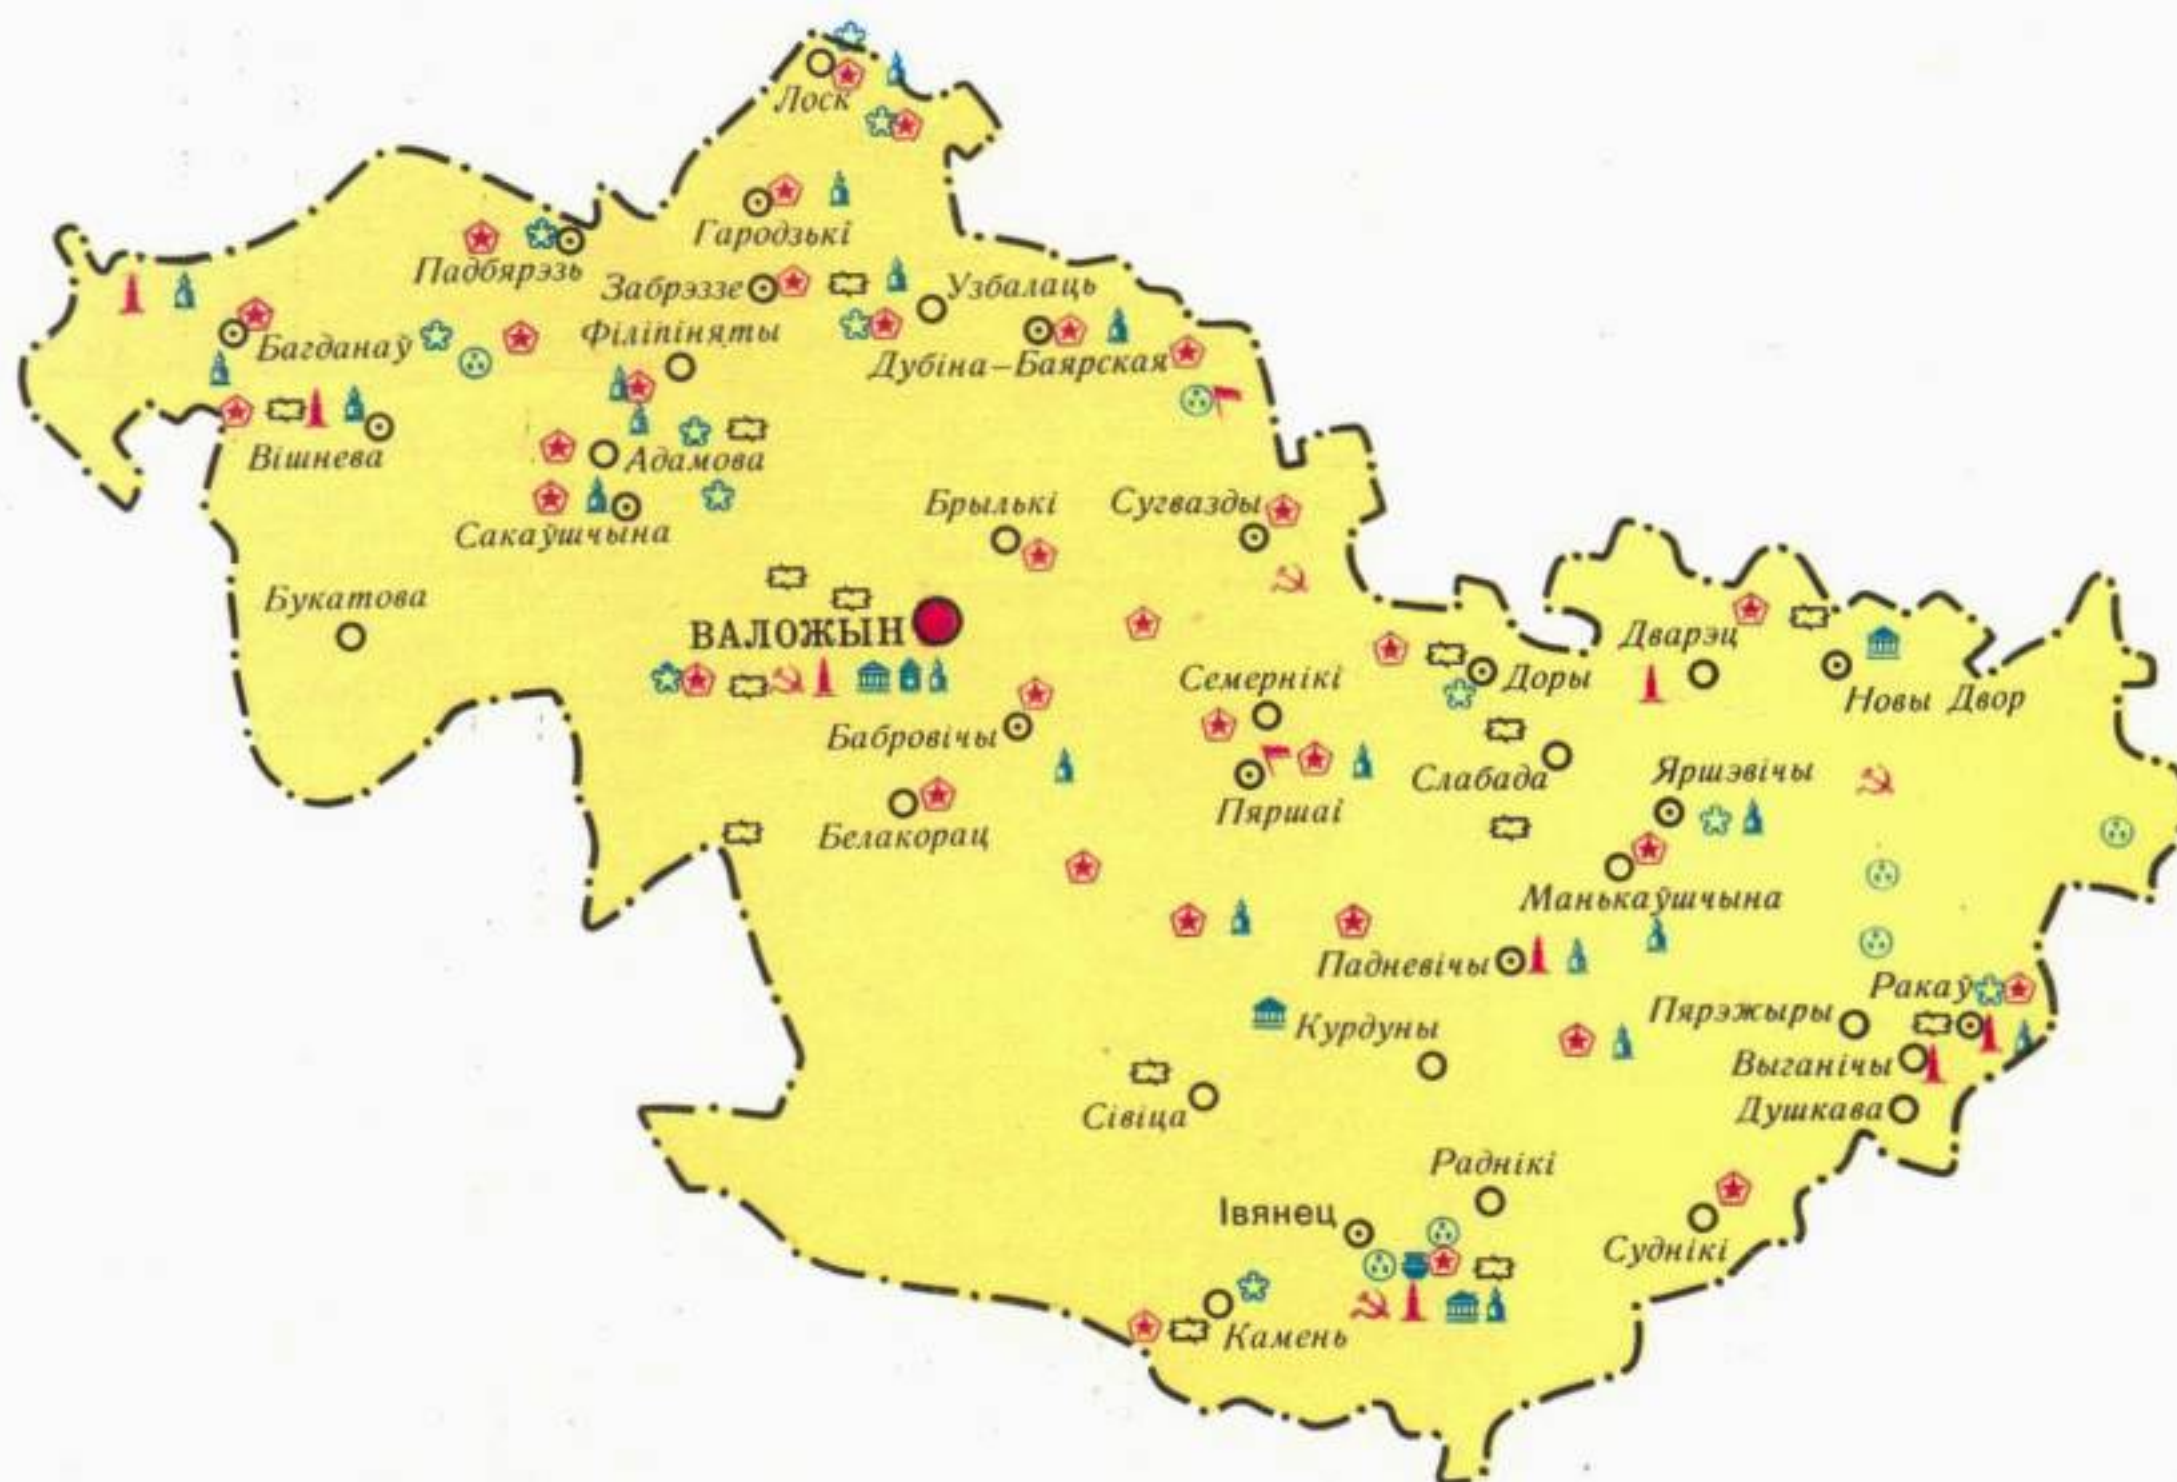 Лоск
Гародзькі
Падбярэзь
Забрэззе
Узбалаць
Філіпіняты
Багданаў
Дубіна–Баярская
Вішнева
Адамова
Сакаўшчына
Брылькі
Сугвазды
Букатова
ВАЛОЖЫН
Дварэц
Семернікі
Доры
Новы Двор
Бабровічы
Слабада
Яршэвічы
Пяршаі
Белакорац
Манькаўшчына
Падневічы
Ракаў
Курдуны
Пярэжыры
Выганічы
Сівіца
Душкава
Раднікі
Івянец
Суднікі
Камень